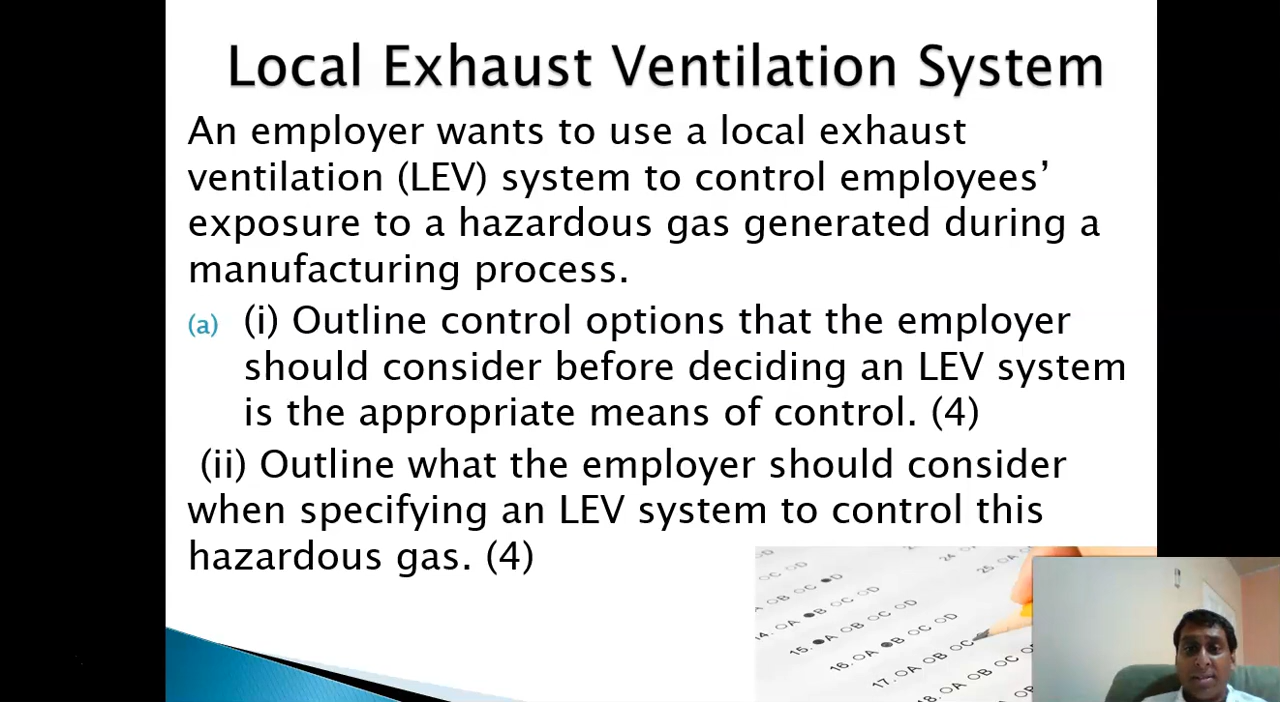 Local Exhaust Ventilation System
An employer wants to use a local exhaust
ventilation (LEV) system to control employees’
exposure to a hazardous gas generated during a
manufacturing process.
(a) (i) Outline control options that the employer
should consider before deciding an LEV system
is the appropriate means of control. (4)
(ii) Outline what the employer should consider
when specifying an LEV system to control this
hazardous gas. (4)